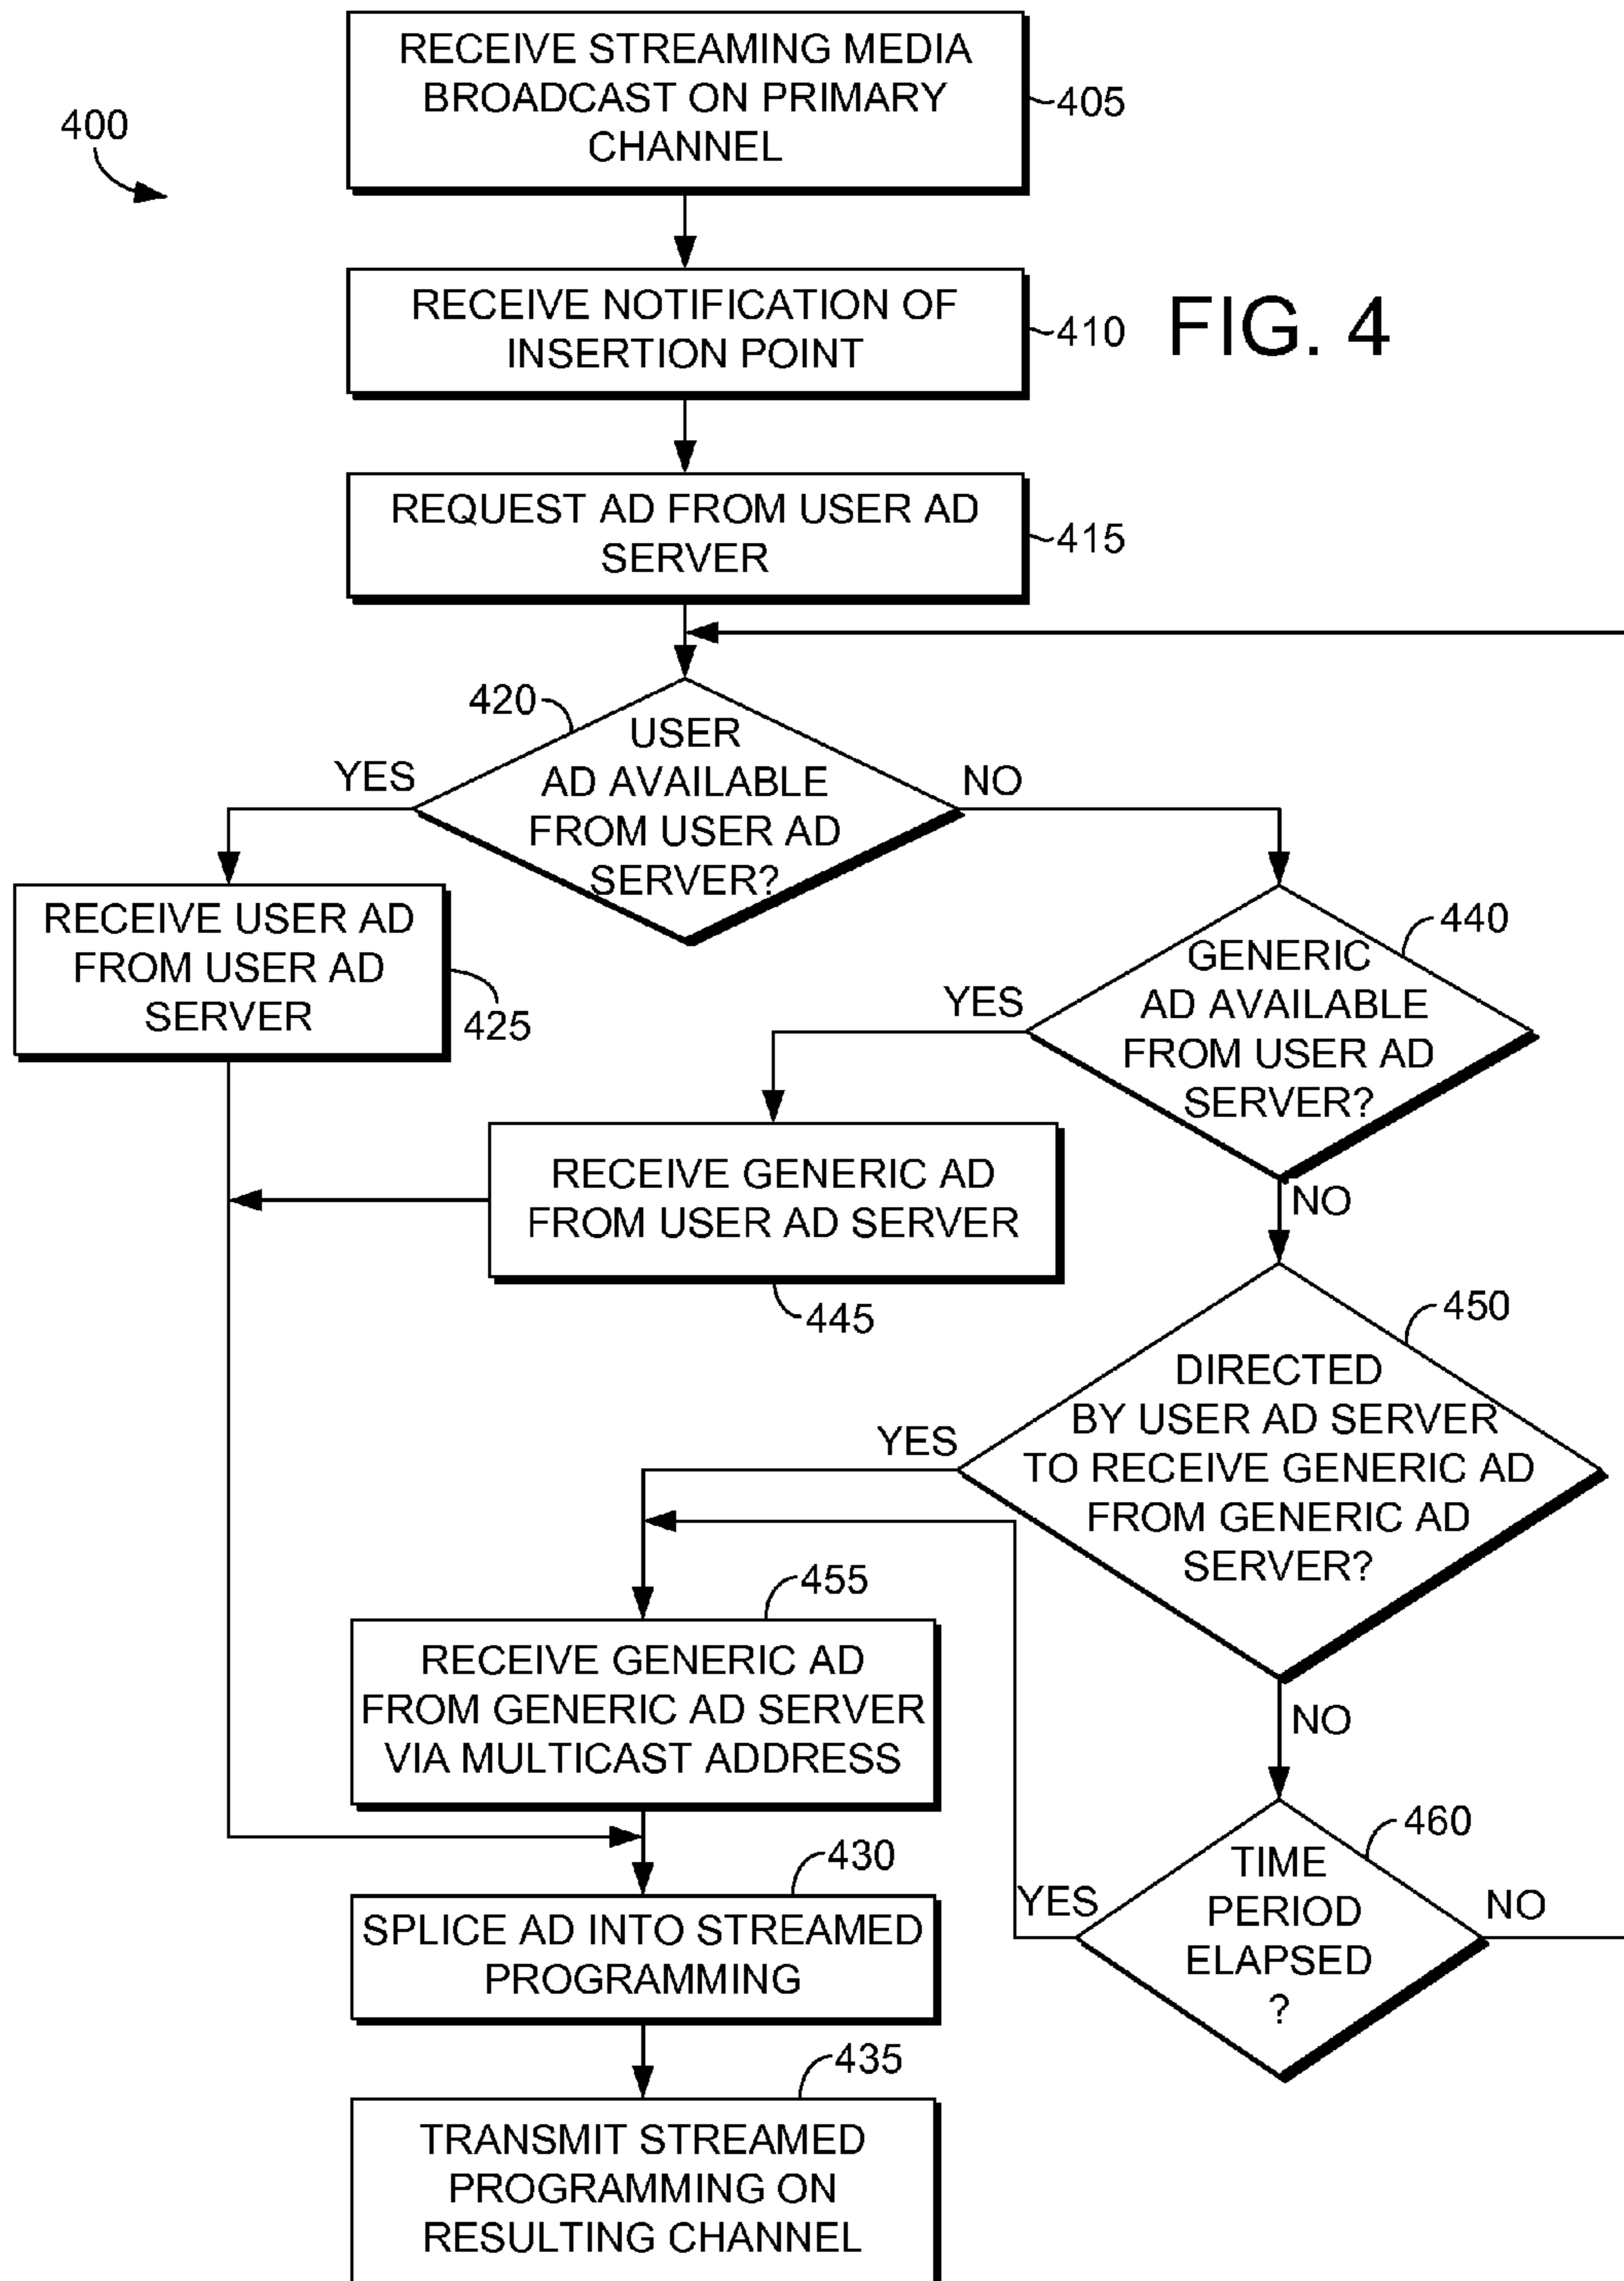 RECEIVE STREAMING MEDIA
BROADCAST ON PRIMARY
CHANNEL
405
400
RECEIVE NOTIFICATION OF
INSERTION POINT
410
FIG. 4
REQUEST AD FROM USER AD
SERVER
415
420
USER
AD AVAILABLE
FROM USER AD
SERVER?
YES
NO
RECEIVE USER AD
FROM USER AD
SERVER
425
440
GENERIC
AD AVAILABLE
FROM USER AD
SERVER?
YES
NO
RECEIVE GENERIC AD
FROM USER AD SERVER
445
450
DIRECTED
BY USER AD SERVER
TO RECEIVE GENERIC AD
FROM GENERIC AD
SERVER?
YES
NO
455
RECEIVE GENERIC AD
FROM GENERIC AD SERVER
VIA MULTICAST ADDRESS
460
TIME
PERIOD
ELAPSED
?
YES
NO
430
SPLICE AD INTO STREAMED
PROGRAMMING
435
TRANSMIT STREAMED
PROGRAMMING ON
RESULTING CHANNEL